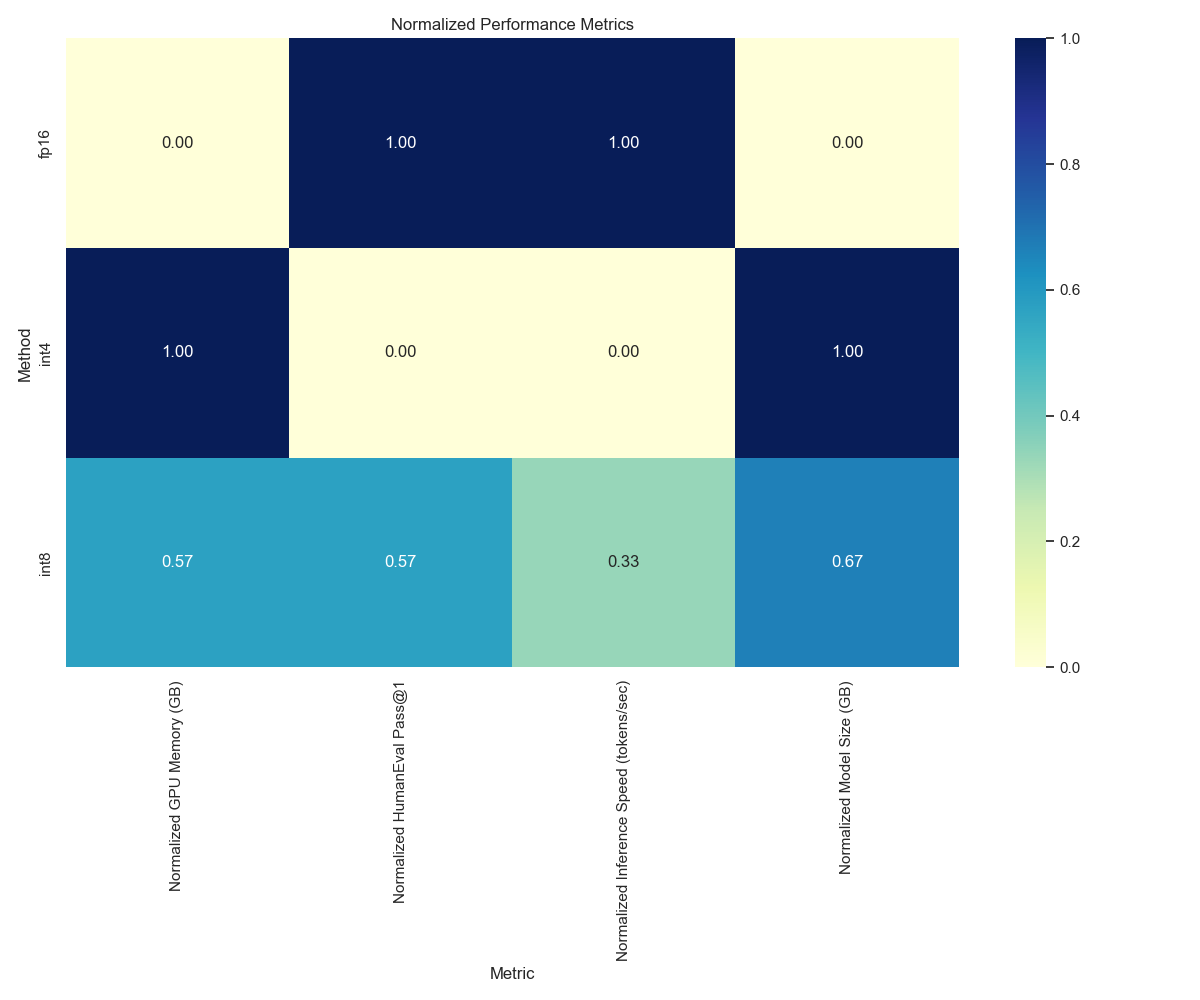 Normalized Performance Metrics
Method
fp16
0.00 1.00 1.00 0.00
int4
1.00 0.00 0.00 1.00
int8
0.57 0.57 0.33 0.67
Normalized GPU Memory (GB)
Normalized HumanEval Pass@1
Normalized Inference Speed (tokens/sec)
Normalized Model Size (GB)
Metric
1.0
0.8
0.6
0.4
0.2
0.0